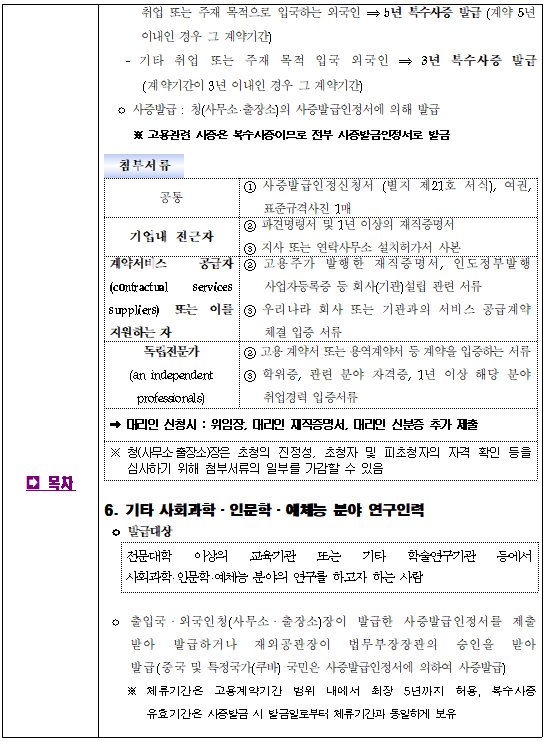 취업 또는 주재 목적으로 입국하는 외국인 ⇒ 5년 복수사증 발급 (계약 5년
이내인 경우 그 계약기간)
- 기타 취업 또는 주재 목적 입국 외국인 ⇒ 3년 복수사증 발급
(계약기간이 3년 이내인 경우 그 계약기간)
ㅇ 사증발급 : 청(사무소·출장소)의 사증발급인정서에 의해 발급
※ 고용관련 사증은 복수사증이므로 전부 사증발급인정서로 발급
첨부서류
공통
① 사증발급인정신청서 (별지 제21호 서식), 여권,
표준규격사진 1매
기업내 전근자
② 파견명령서 및 1년 이상의 재직증명서
③ 지사 또는 연락사무소 설치허가서 사본
계약서비스 공급자
(contractual services
suppliers) 또는 이를
지원하는 자
② 고용주가 발행한 재직증명서, 인도정부발행
사업자등록증 등 회사(기관)설립 관련 서류
③ 우리나라 회사 또는 기관과의 서비스 공급계약
체결 입증 서류
독립전문가
(an independent
professionals)
② 고용 계약서 또는 용역계약서 등 계약을 입증하는 서류
③ 학위증, 관련 분야 자격증, 1년 이상 해당 분야
취업경력 입증서류
➜ 대리인 신청시 : 위임장, 대리인 재직증명서, 대리인 신분증 추가 제출
※ 청(사무소·출장소)장은 초청의 진정성, 초청자 및 피초청자의 자격 확인 등을
심사하기 위해 첨부서류의 일부를 가감할 수 있음
➡ 목차
6. 기타 사회과학·인문학·예체능 분야 연구인력
ㅇ 발급대상
전문대학 이상의 교육기관 또는 기타 학술연구기관 등에서
사회과학·인문학·예체능 분야의 연구를 하고자 하는 사람
ㅇ 출입국·외국인청(사무소·출장소)장이 발급한 사증발급인정서를 제출
받아 발급하거나 재외공관장이 법무부장관의 승인을 받아
발급(중국 및 특정국가(쿠바) 국민은 사증발급인정서에 의하여 사증발급)
※ 체류기간은 고용계약기간 범위 내에서 최장 5년까지 허용, 복수사증
유효기간은 사증발급 시 발급일로부터 체류기간과 동일하게 보유